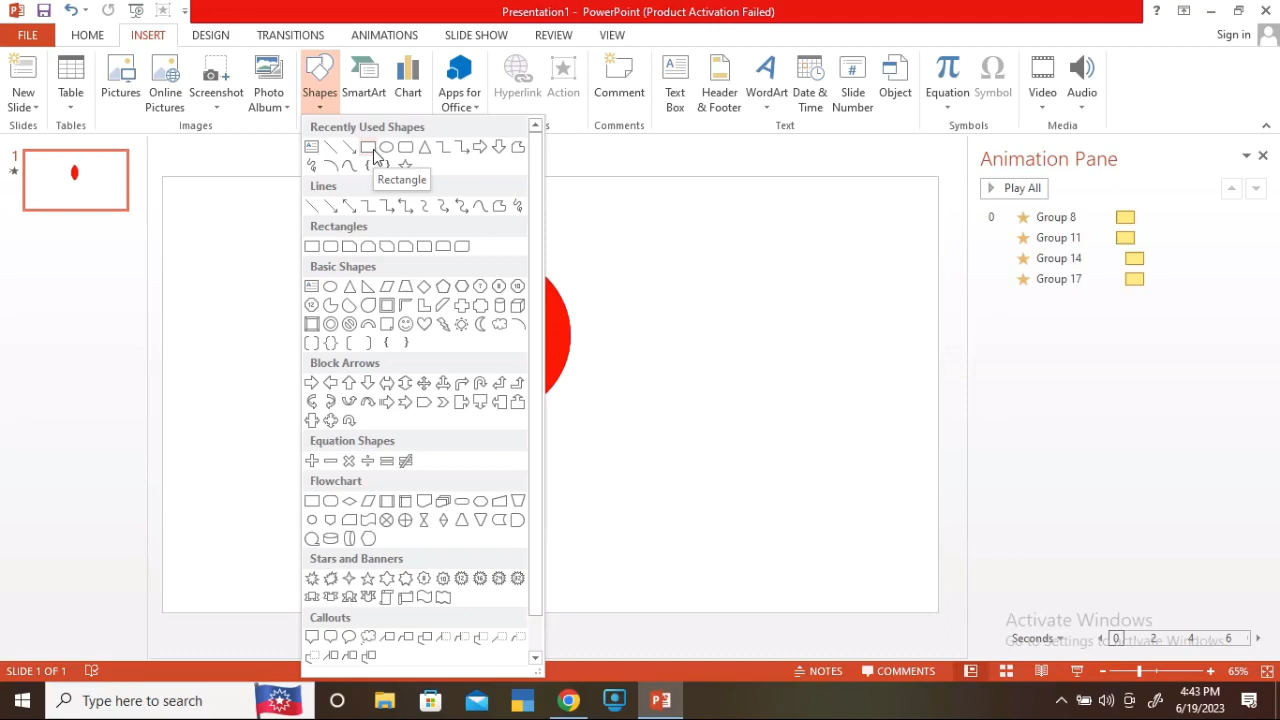 Presentation1 - PowerPoint (Product Activation Failed)
FILE HOME INSERT DESIGN TRANSITIONS ANIMATIONS SLIDE SHOW REVIEW VIEW Sign in
New Slide Table Pictures Online Pictures Screenshot Photo Album Shapes SmartArt Chart Apps for Office Hyperlink Action Comment Text Box Header & Footer WordArt Date & Time Slide Number Object Equation Symbol Video Audio
Slides Tables Images Comments Text Symbols Media
Recently Used Shapes
Rectangle
Lines
Rectangles
Basic Shapes
Block Arrows
Equation Shapes
Flowchart
Stars and Banners
Callouts
1
Animation Pane
Play All
0 Group 8
Group 11
Group 14
Group 17
Activate Windows
Go to Settings to activate Windows.
Seconds 0 2 4 6
SLIDE 1 OF 1 NOTES COMMENTS 65%
Type here to search
4:43 PM
6/19/2023